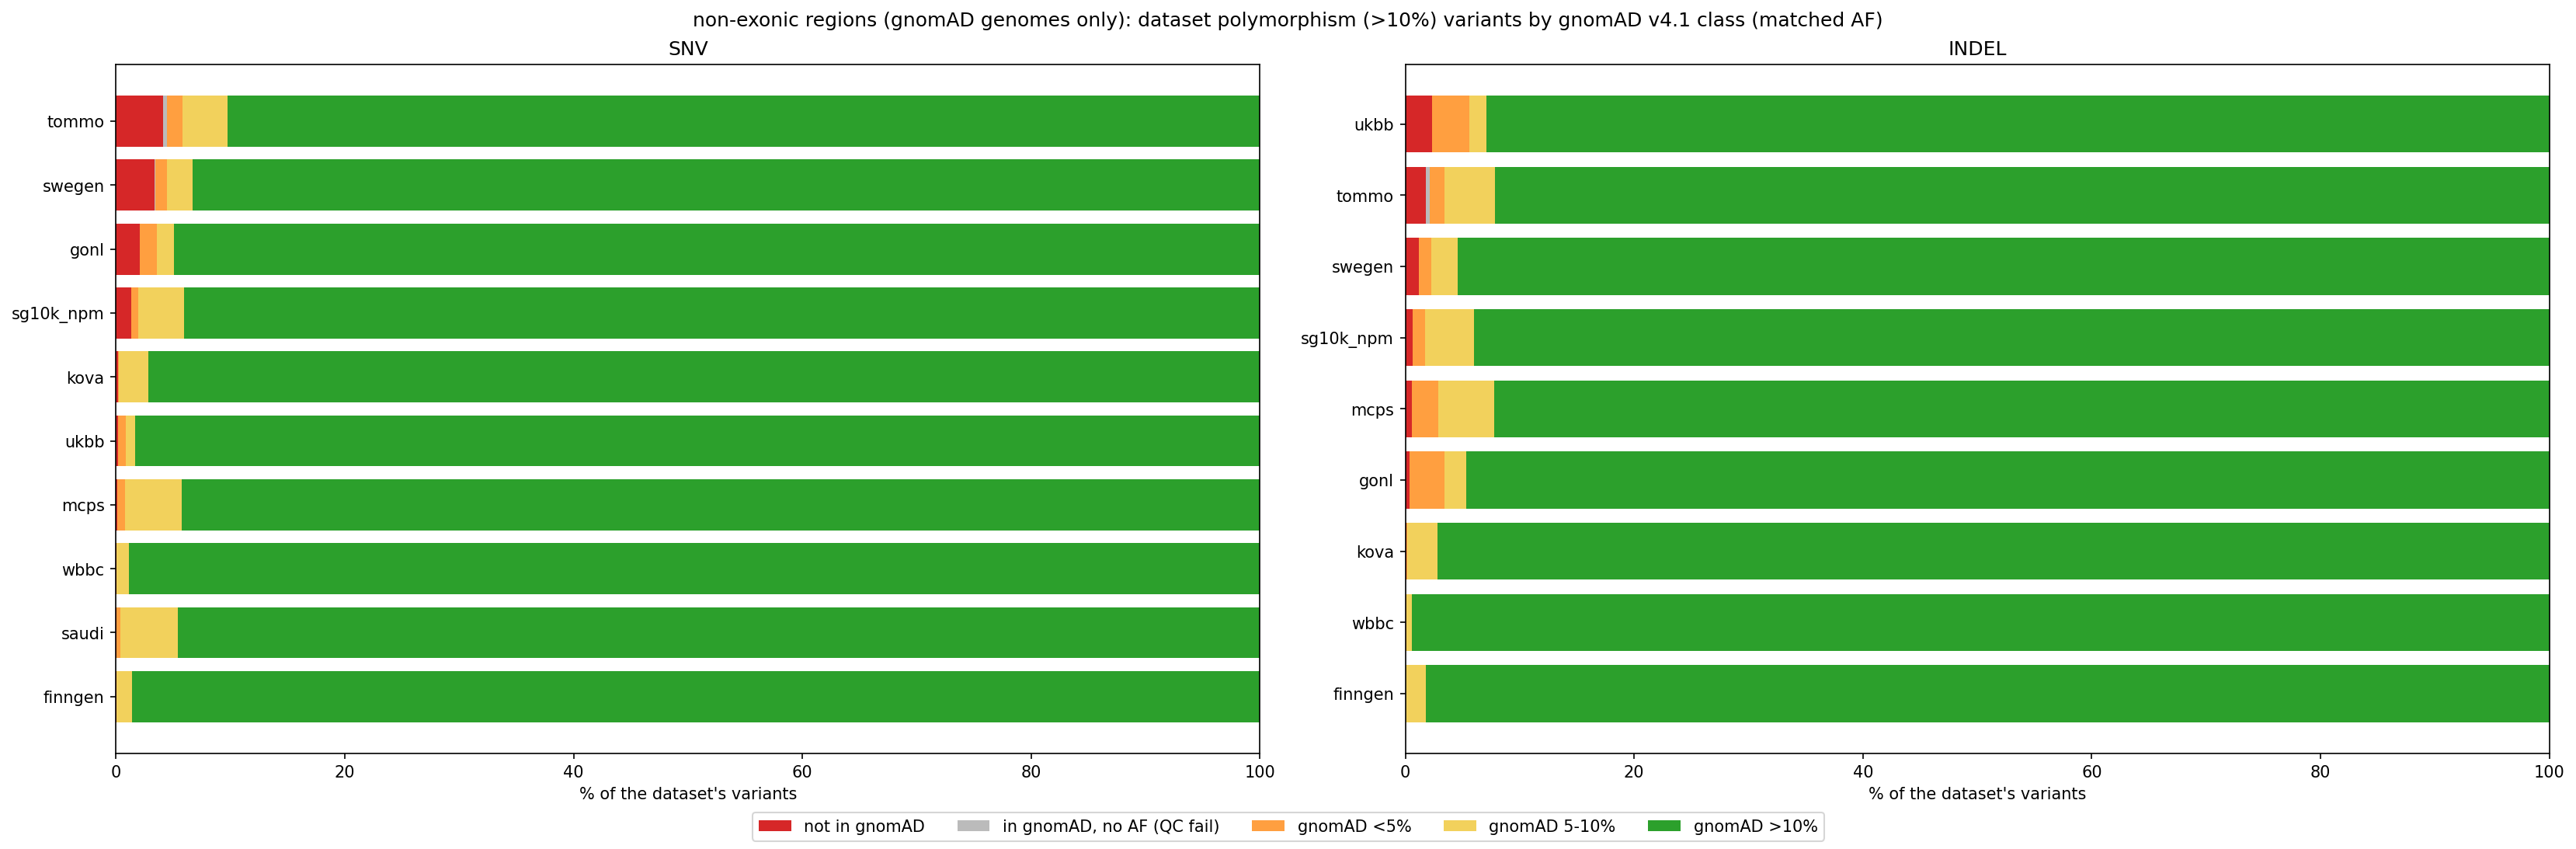 non-exonic regions (gnomAD genomes only): dataset polymorphism (>10%) variants by gnomAD v4.1 class (matched AF)
SNV
tommo
swegen
gonl
sg10k_npm
kova
ukbb
mcps
wbbc
saudi
finngen
0 20 40 60 80 100
% of the dataset's variants
INDEL
ukbb
tommo
swegen
sg10k_npm
mcps
gonl
kova
wbbc
finngen
0 20 40 60 80 100
% of the dataset's variants
not in gnomAD in gnomAD, no AF (QC fail) gnomAD <5% gnomAD 5-10% gnomAD >10%